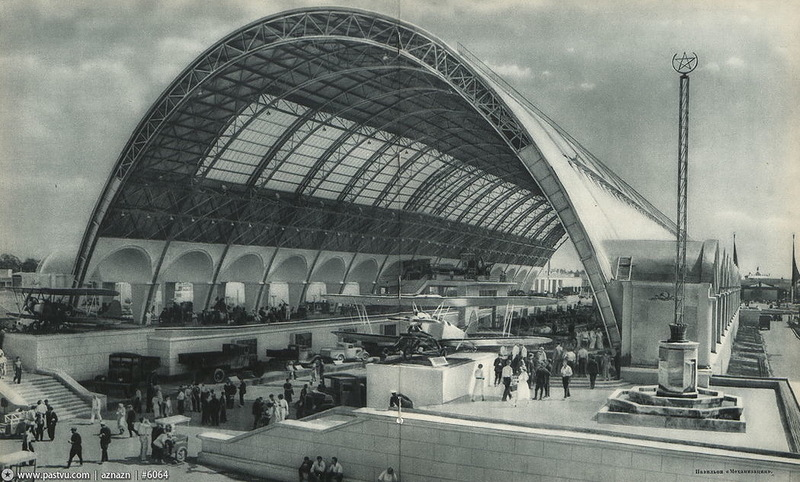 Павильон «Механизация».
www.pastvu.com | aznazn | #6064